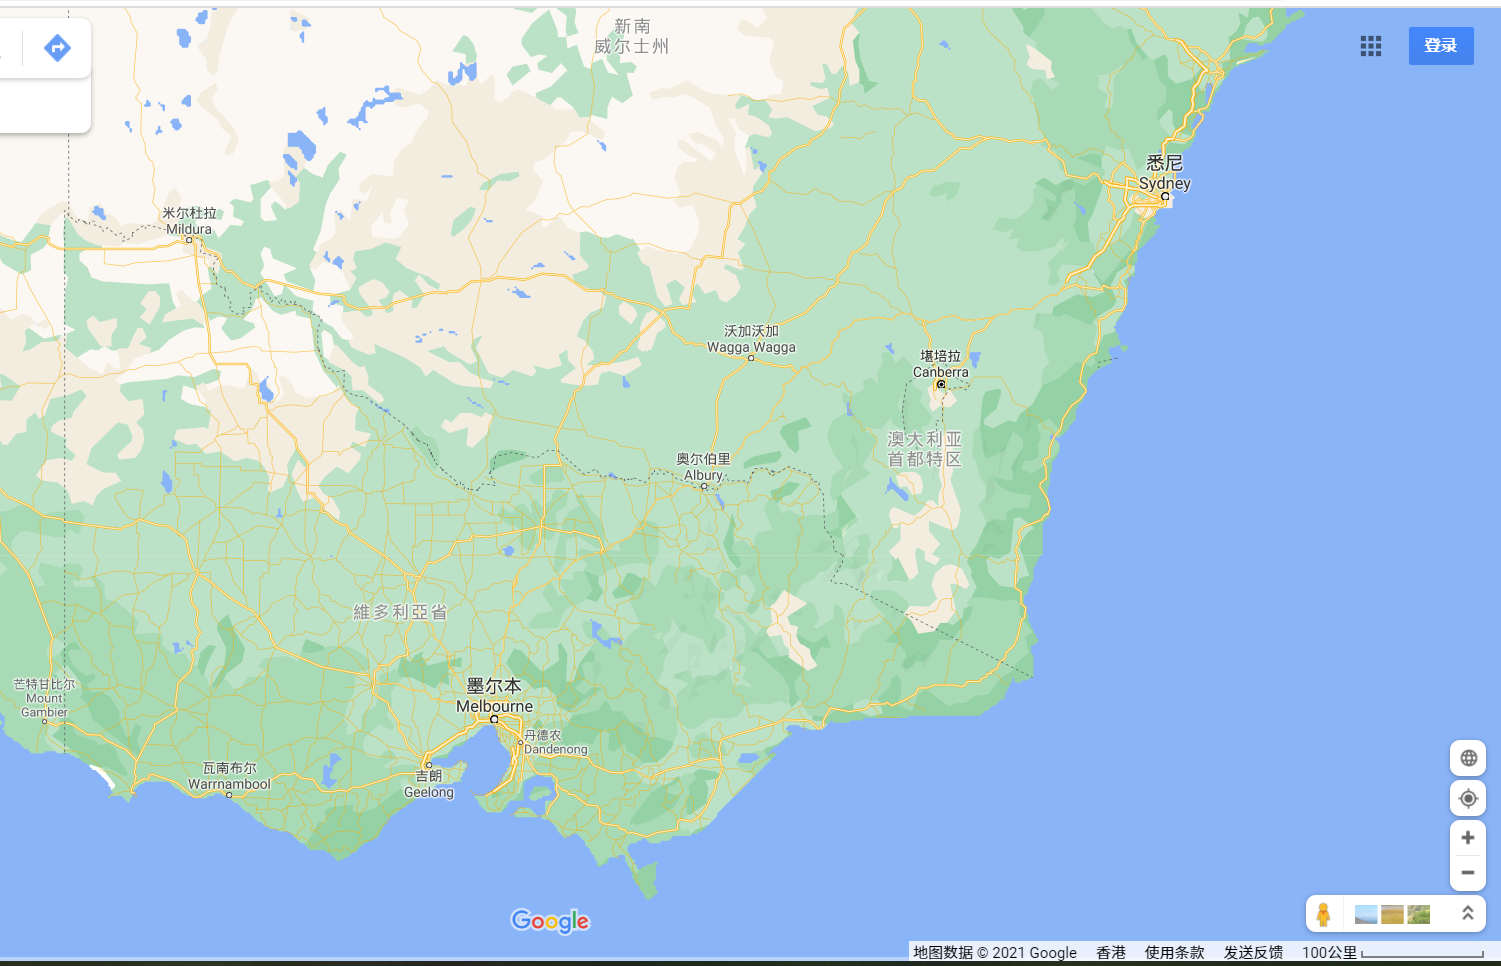 新南
威尔士州
登录
悉尼
Sydney
米尔杜拉
Mildura
沃加沃加
Wagga Wagga
堪培拉
Canberra
澳大利亚
首都特区
奥尔伯里
Albury
維多利亞省
芒特甘比尔
Mount
Gambier
墨尔本
Melbourne
丹德农
Dandenong
瓦南布尔
Warrnambool
吉朗
Geelong
Google
地图数据 © 2021 Google 香港 使用条款 发送反馈 100公里